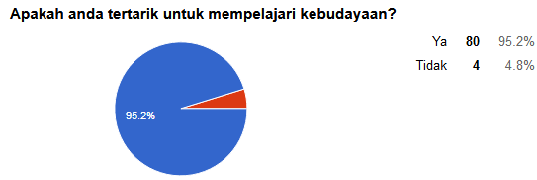 Apakah anda tertarik untuk mempelajari kebudayaan?
Ya 80 95.2%
Tidak 4 4.8%
95.2%